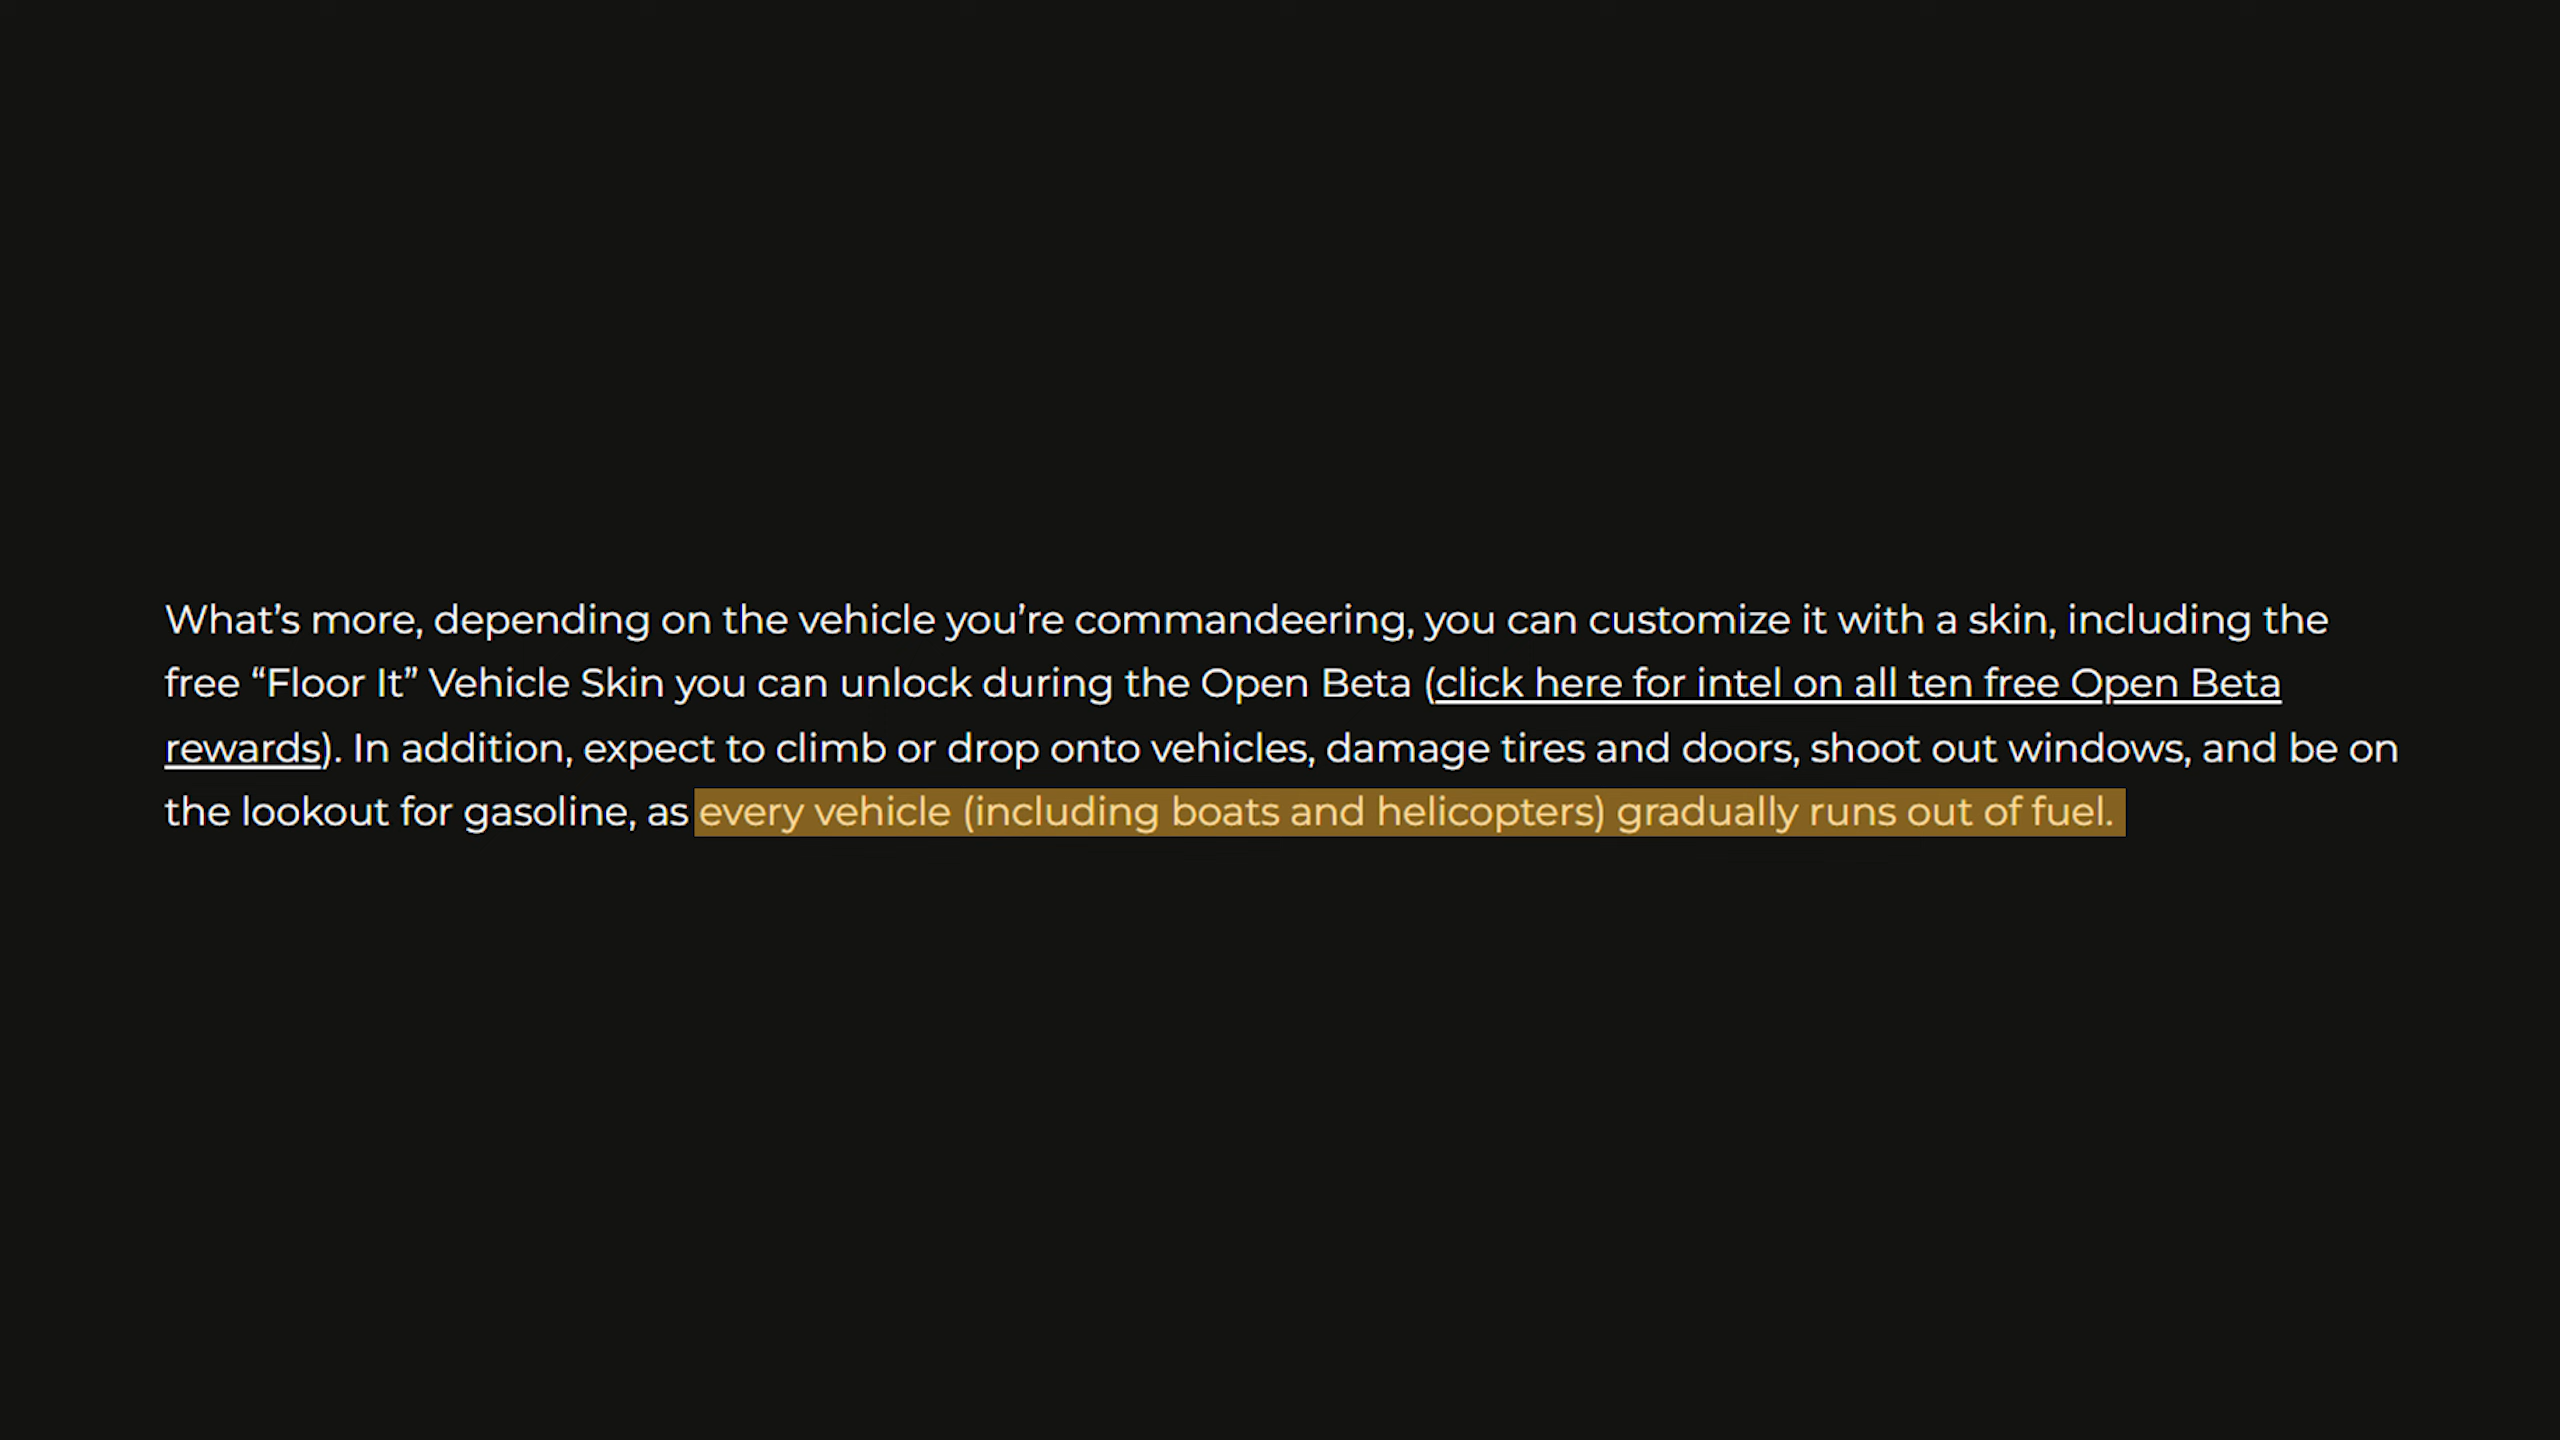 What’s more, depending on the vehicle you’re commandeering, you can customize it with a skin, including the
free “Floor It” Vehicle Skin you can unlock during the Open Beta (click here for intel on all ten free Open Beta
rewards). In addition, expect to climb or drop onto vehicles, damage tires and doors, shoot out windows, and be on
the lookout for gasoline, as every vehicle (including boats and helicopters) gradually runs out of fuel.